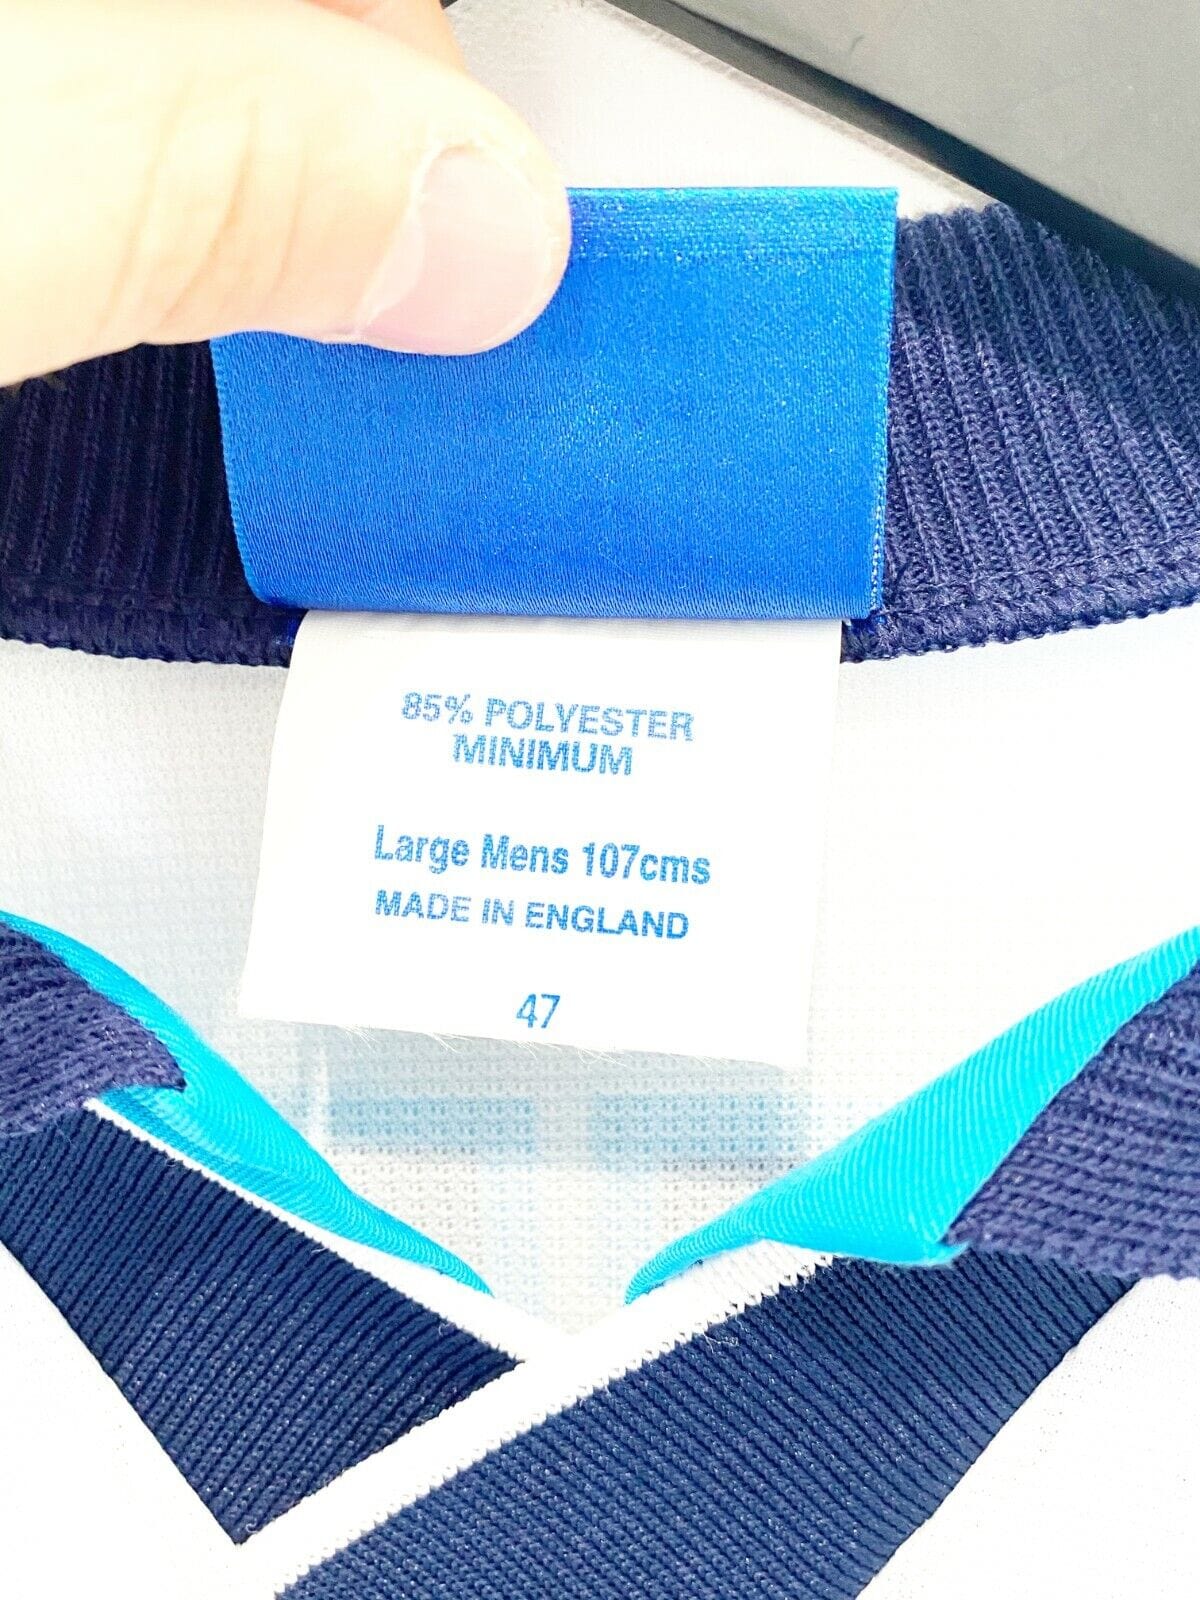 85% POLYESTER
MINIMUM
Large Mens 107cms
MADE IN ENGLAND
47